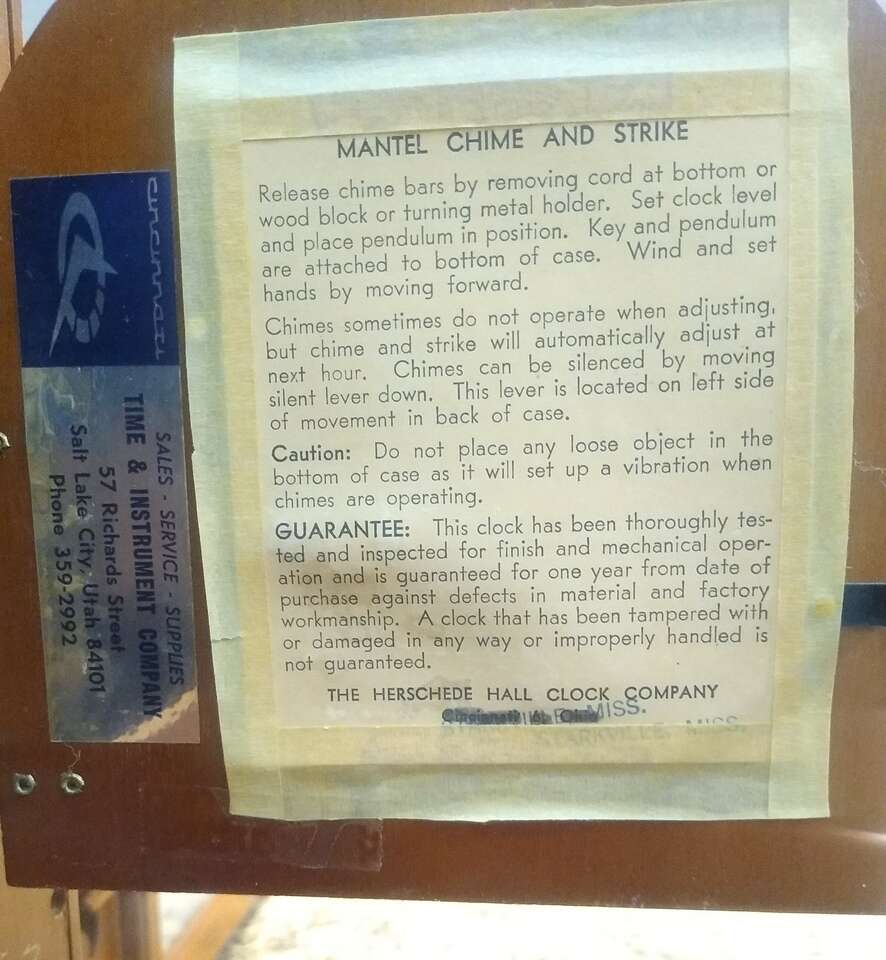 MANTEL CHIME AND STRIKE
Release chime bars by removing cord at bottom or
wood block or turning metal holder. Set clock level
and place pendulum in position. Key and pendulum
are attached to bottom of case. Wind and set
hands by moving forward.
Chimes sometimes do not operate when adjusting,
but chime and strike will automatically adjust at
next hour. Chimes can be silenced by moving
silent lever down. This lever is located on left side
of movement in back of case.
Caution: Do not place any loose object in the
bottom of case as it will set up a vibration when
chimes are operating.
GUARANTEE: This clock has been thoroughly tes-
ted and inspected for finish and mechanical oper-
ation and is guaranteed for one year from date of
purchase against defects in material and factory
workmanship. A clock that has been tampered with
or damaged in any way or improperly handled is
not guaranteed.
THE HERSCHEDE HALL CLOCK COMPANY
Cincinnati Ohio
MISS.
STARKVILLE, MISS.
cincinnati
SALES - SERVICE - SUPPLIES
TIME & INSTRUMENT COMPANY
57 Richards Street
Salt Lake City, Utah 84101
Phone 359-2992